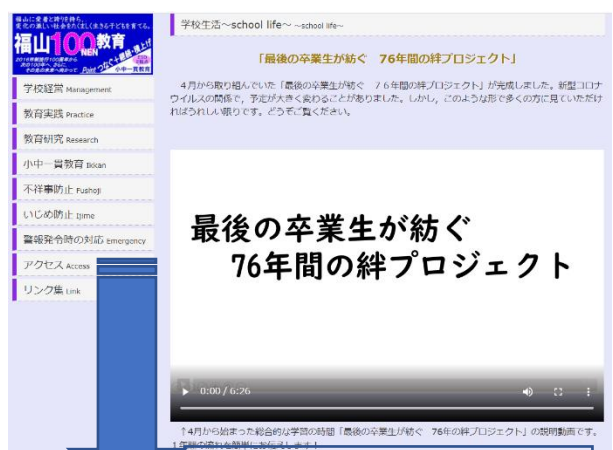 福山に愛着と誇りを持ち、
変化の激しい社会をたくましく生きる子どもを育てる。
福山100NEN教育
小中一貫教育
学校経営 Management
教育実践 Practice
教育研究 Research
小中一貫教育 Ikkan
不祥事防止 Fushoji
いじめ防止 Ijime
警報発令時の対応 Emergency
アクセス Access
リンク集 Link
学校生活～school life～ ~school life~
「最後の卒業生が紡ぐ 76年間の絆プロジェクト」
4月から取り組んでいた「最後の卒業生が紡ぐ 76年間の絆プロジェクト」が完成しました。新型コロナ
ウイルスの関係で，予定が大きく変わることがありました。しかし，このような形で多くの方に見ていただけ
ればうれしい限りです。どうぞご覧ください。
最後の卒業生が紡ぐ
76年間の絆プロジェクト
0:00 / 6:26
↑4月から始まった総合的な学習の時間「最後の卒業生が紡ぐ 76年の絆プロジェクト」の説明動画です。
1年間の流れを簡単にお伝えします！